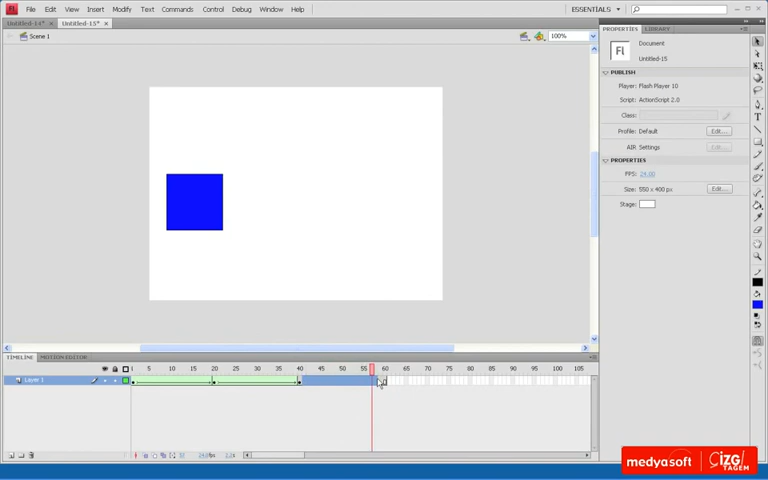 Fl File Edit View Insert Modify Text Commands Control Debug Window Help ESSENTIALS
Untitled-14* × Untitled-15* ×
Scene 1 100%
PROPERTIES LIBRARY
Fl Document
Untitled-15
PUBLISH
Player: Flash Player 10
Script: ActionScript 2.0
Class:
Profile: Default Edit...
AIR Settings Edit...
PROPERTIES
FPS: 24.00
Size: 550 x 400 px Edit...
Stage:
TIMELINE MOTION EDITOR
1 5 10 15 20 25 30 35 40 45 50 55 60 65 70 75 80 85 90 95 100 105
Layer 1
medyasoft ÇİZGİ
TAGEM